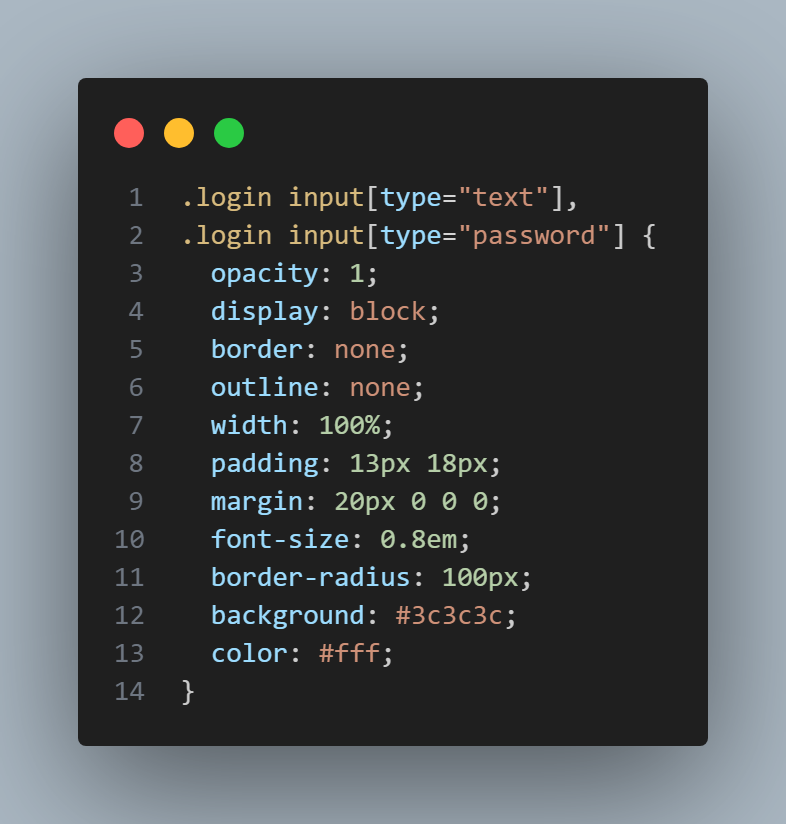 1 .login input[type="text"],
2 .login input[type="password"] {
3   opacity: 1;
4   display: block;
5   border: none;
6   outline: none;
7   width: 100%;
8   padding: 13px 18px;
9   margin: 20px 0 0 0;
10   font-size: 0.8em;
11   border-radius: 100px;
12   background: #3c3c3c;
13   color: #fff;
14 }